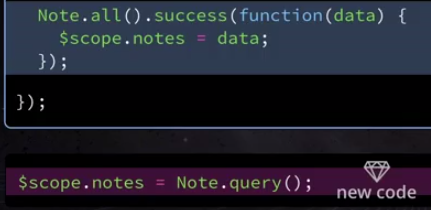 Note.all().success(function(data) {
$scope.notes = data;
});
});
$scope.notes = Note.query();
new code